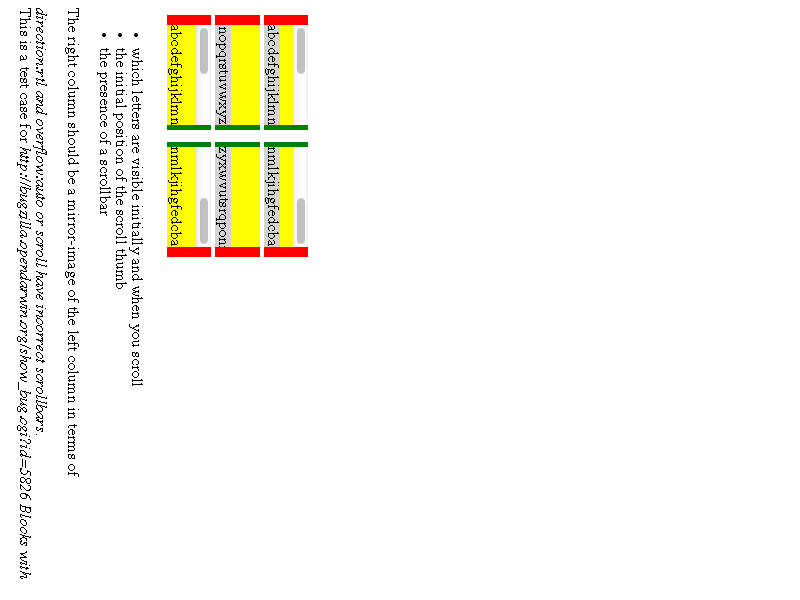 This is a test case for http://bugzilla.opendarwin.org/show_bug.cgi?id=5826 Blocks with
direction:rtl and overflow:auto or scroll have incorrect scrollbars.
The right column should be a mirror-image of the left column in terms of
• the presence of a scrollbar
• the initial position of the scroll thumb
• which letters are visible initially and when you scroll
abcdefghijklmn
nmlkjihgfedcba
nopqrstuvwxyz
zyxwvutsrqpon
abcdefghijklmn
nmlkjihgfedcba